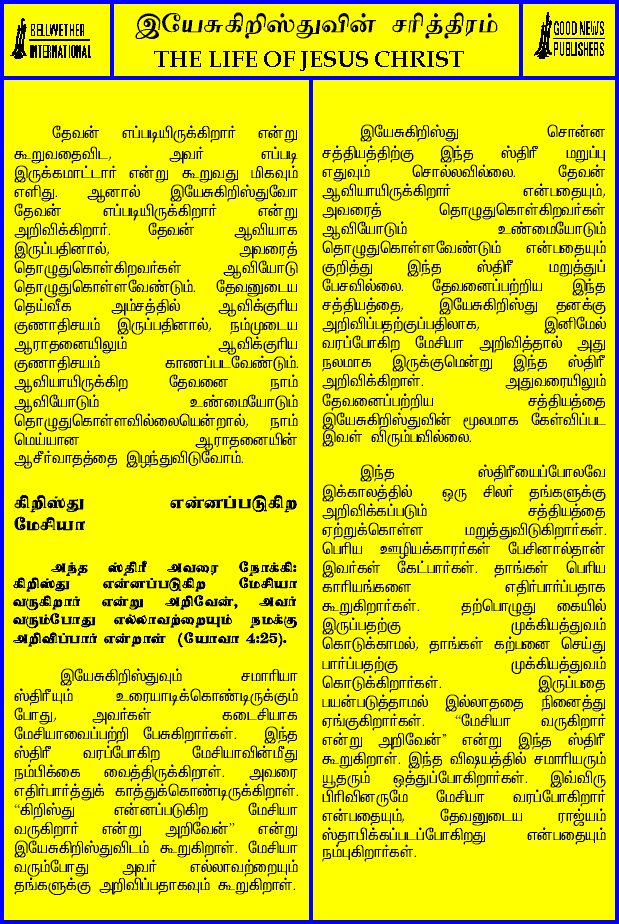 BELLWETHER
INTERNATIONAL
இயேசுகிறிஸ்துவின் சரித்திரம்
THE LIFE OF JESUS CHRIST
GOOD NEWS
PUBLISHERS
தேவன் எப்படியிருக்கிறார் என்று
கூறுவதைவிட, அவர் எப்படி
இருக்கமாட்டார் என்று கூறுவது மிகவும்
எளிது. ஆனால் இயேசுகிறிஸ்துவோ
தேவன் எப்படியிருக்கிறார் என்று
அறிவிக்கிறார். தேவன் ஆவியாக
இருப்பதினால், அவரைத்
தொழுதுகொள்கிறவர்கள் ஆவியோடு
தொழுதுகொள்ளவேண்டும். தேவனுடைய
தெய்வீக அம்சத்தில் ஆவிக்குரிய
குணாதிசயம் இருப்பதினால், நம்முடைய
ஆராதனையிலும் ஆவிக்குரிய
குணாதிசயம் காணப்படவேண்டும்.
ஆவியாயிருக்கிற தேவனை நாம்
ஆவியோடும் உண்மையோடும்
தொழுதுகொள்ளவில்லையென்றால், நாம்
மெய்யான ஆராதனையின்
ஆசீர்வாதத்தை இழந்துவிடுவோம்.
கிறிஸ்து என்னப்படுகிற
மேசியா
அந்த ஸ்திரீ அவரை நோக்கி:
கிறிஸ்து என்னப்படுகிற மேசியா
வருகிறார் என்று அறிவேன், அவர்
வரும்போது எல்லாவற்றையும் நமக்கு
அறிவிப்பார் என்றாள் (யோவா 4:25).
இயேசுகிறிஸ்துவும் சமாரியா
ஸ்திரீயும் உரையாடிக்கொண்டிருக்கும்
போது, அவர்கள் கடைசியாக
மேசியாவைப்பற்றி பேசுகிறார்கள். இந்த
ஸ்திரீ வரப்போகிற மேசியாவின்மீது
நம்பிக்கை வைத்திருக்கிறாள். அவரை
எதிர்பார்த்துக் காத்துக்கொண்டிருக்கிறாள்.
“கிறிஸ்து என்னப்படுகிற மேசியா
வருகிறார் என்று அறிவேன்” என்று
இயேசுகிறிஸ்துவிடம் கூறுகிறாள். மேசியா
வரும்போது அவர் எல்லாவற்றையும்
தங்களுக்கு அறிவிப்பதாகவும் கூறுகிறாள்.
இயேசுகிறிஸ்து சொன்ன
சத்தியத்திற்கு இந்த ஸ்திரீ மறுப்பு
எதுவும் சொல்லவில்லை. தேவன்
ஆவியாயிருக்கிறார் என்பதையும்,
அவரைத் தொழுதுகொள்கிறவர்கள்
ஆவியோடும் உண்மையோடும்
தொழுதுகொள்ளவேண்டும் என்பதையும்
குறித்து இந்த ஸ்திரீ மறுத்துப்
பேசவில்லை. தேவனைப்பற்றிய இந்த
சத்தியத்தை, இயேசுகிறிஸ்து தனக்கு
அறிவிப்பதற்குப்பதிலாக, இனிமேல்
வரப்போகிற மேசியா அறிவித்தால் அது
நலமாக இருக்குமென்று இந்த ஸ்திரீ
அறிவிக்கிறாள். அதுவரையிலும்
தேவனைப்பற்றிய சத்தியத்தை
இயேசுகிறிஸ்துவின் மூலமாக கேள்விப்பட
இவள் விரும்பவில்லை.
இந்த ஸ்திரீயைப்போலவே
இக்காலத்தில் ஒரு சிலர் தங்களுக்கு
அறிவிக்கப்படும் சத்தியத்தை
ஏற்றுக்கொள்ள மறுத்துவிடுகிறார்கள்.
பெரிய ஊழியக்காரர்கள் பேசினால்தான்
இவர்கள் கேட்பார்கள். தாங்கள் பெரிய
காரியங்களை எதிர்பார்ப்பதாக
கூறுகிறார்கள். தற்பொழுது கையில்
இருப்பதற்கு முக்கியத்துவம்
கொடுக்காமல், தாங்கள் கற்பனை செய்து
பார்ப்பதற்கு முக்கியத்துவம்
கொடுக்கிறார்கள். இருப்பதை
பயன்படுத்தாமல் இல்லாததை நினைத்து
ஏங்குகிறார்கள். “மேசியா வருகிறார்
என்று அறிவேன்” என்று இந்த ஸ்திரீ
கூறுகிறாள். இந்த விஷயத்தில் சமாரியரும்
யூதரும் ஒத்துப்போகிறார்கள். இவ்விரு
பிரிவினருமே மேசியா வரப்போகிறார்
என்பதையும், தேவனுடைய ராஜ்யம்
ஸ்தாபிக்கப்படப்போகிறது என்பதையும்
நம்புகிறார்கள்.